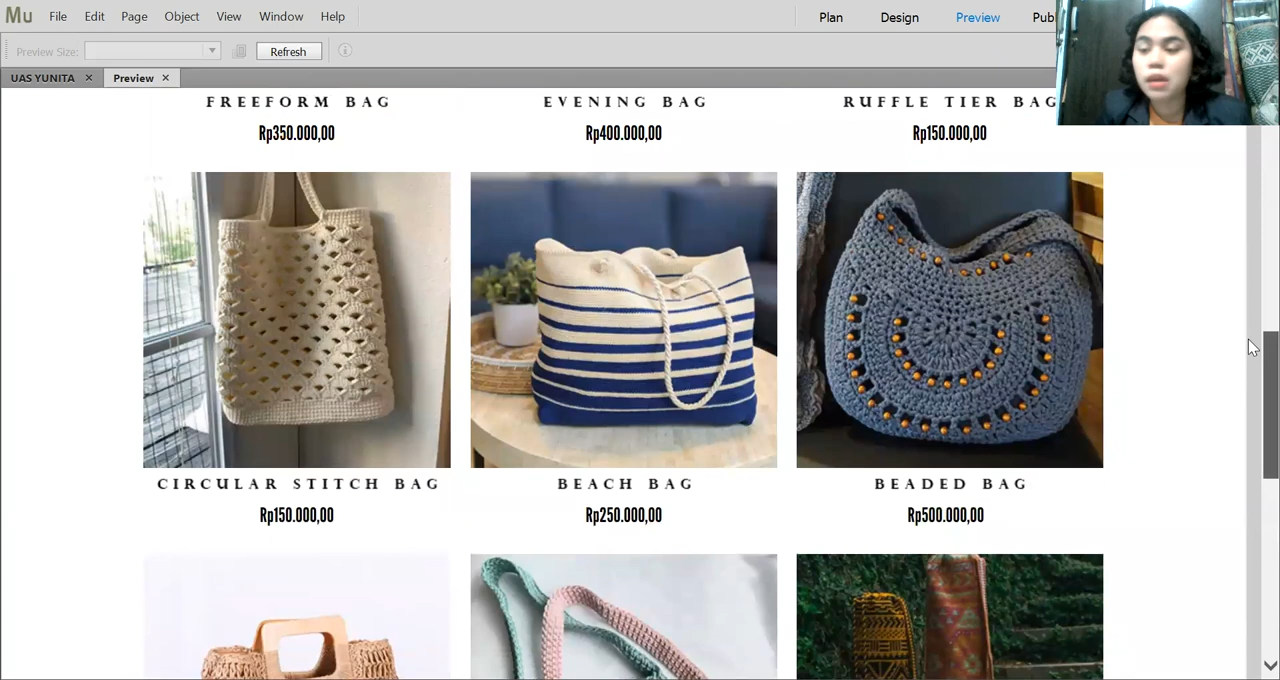 Mu File Edit Page Object View Window Help Plan Design Preview
Preview Size: Refresh
UAS YUNITA Preview
FREEFORM BAG EVENING BAG RUFFLE TIER BAG
Rp350.000,00 Rp400.000,00 Rp150.000,00
CIRCULAR STITCH BAG BEACH BAG BEADED BAG
Rp150.000,00 Rp250.000,00 Rp500.000,00